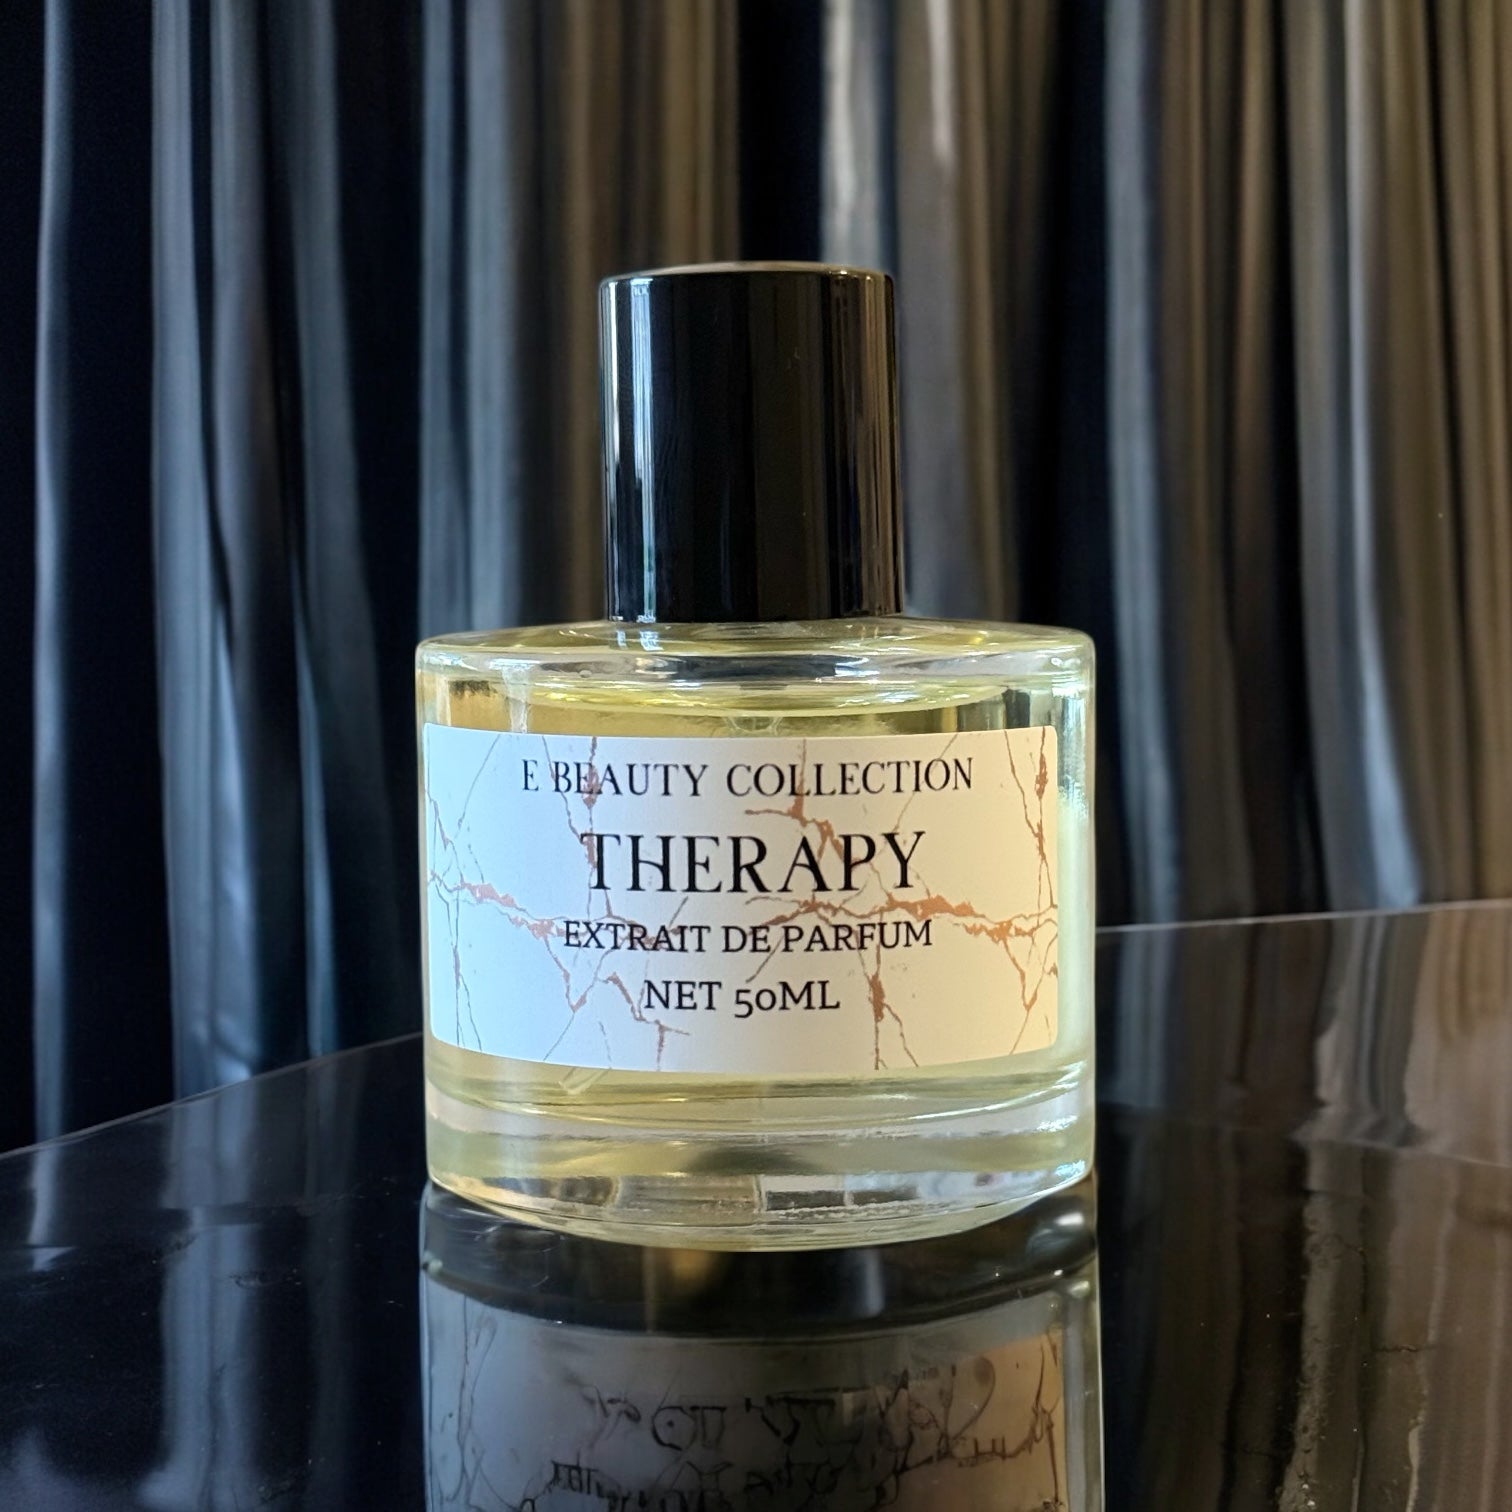 E BEAUTY COLLECTION
THERAPY
EXTRAIT DE PARFUM
NET 50ML